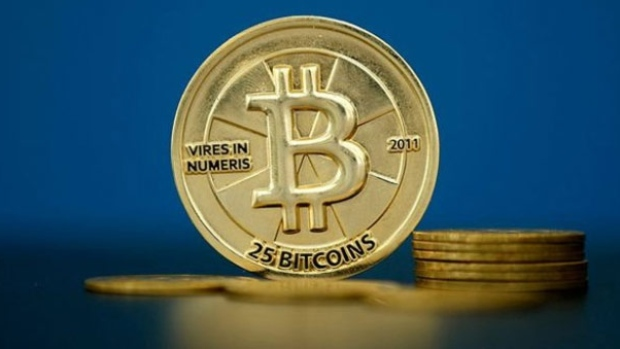 VIRES IN
NUMERIS
2011
25 BITCOINS